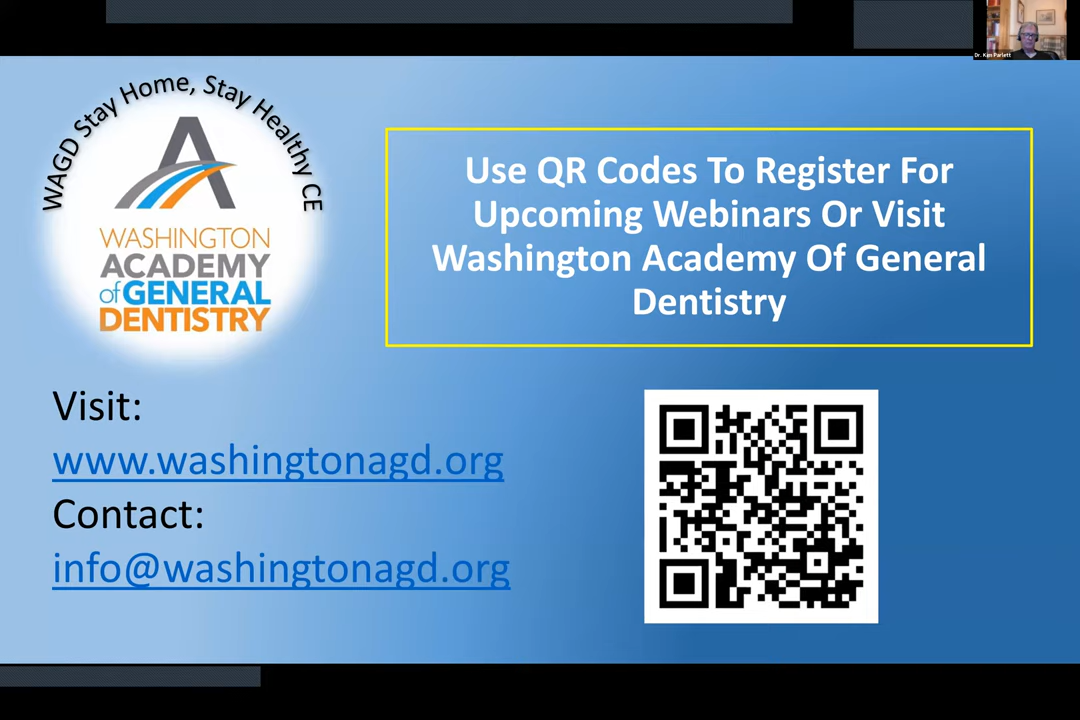 Dr. Ken Parlett
WAGD Stay Home, Stay Healthy CE
WASHINGTON
ACADEMY
of GENERAL
DENTISTRY
Use QR Codes To Register For
Upcoming Webinars Or Visit
Washington Academy Of General
Dentistry
Visit:
www.washingtonagd.org
Contact:
info@washingtonagd.org